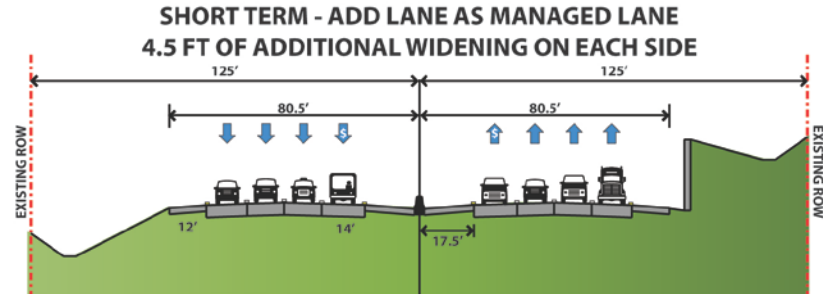 SHORT TERM - ADD LANE AS MANAGED LANE
4.5 FT OF ADDITIONAL WIDENING ON EACH SIDE
125'
125'
80.5'
80.5'
$
$
EXISTING ROW
EXISTING ROW
12'
14'
17.5'